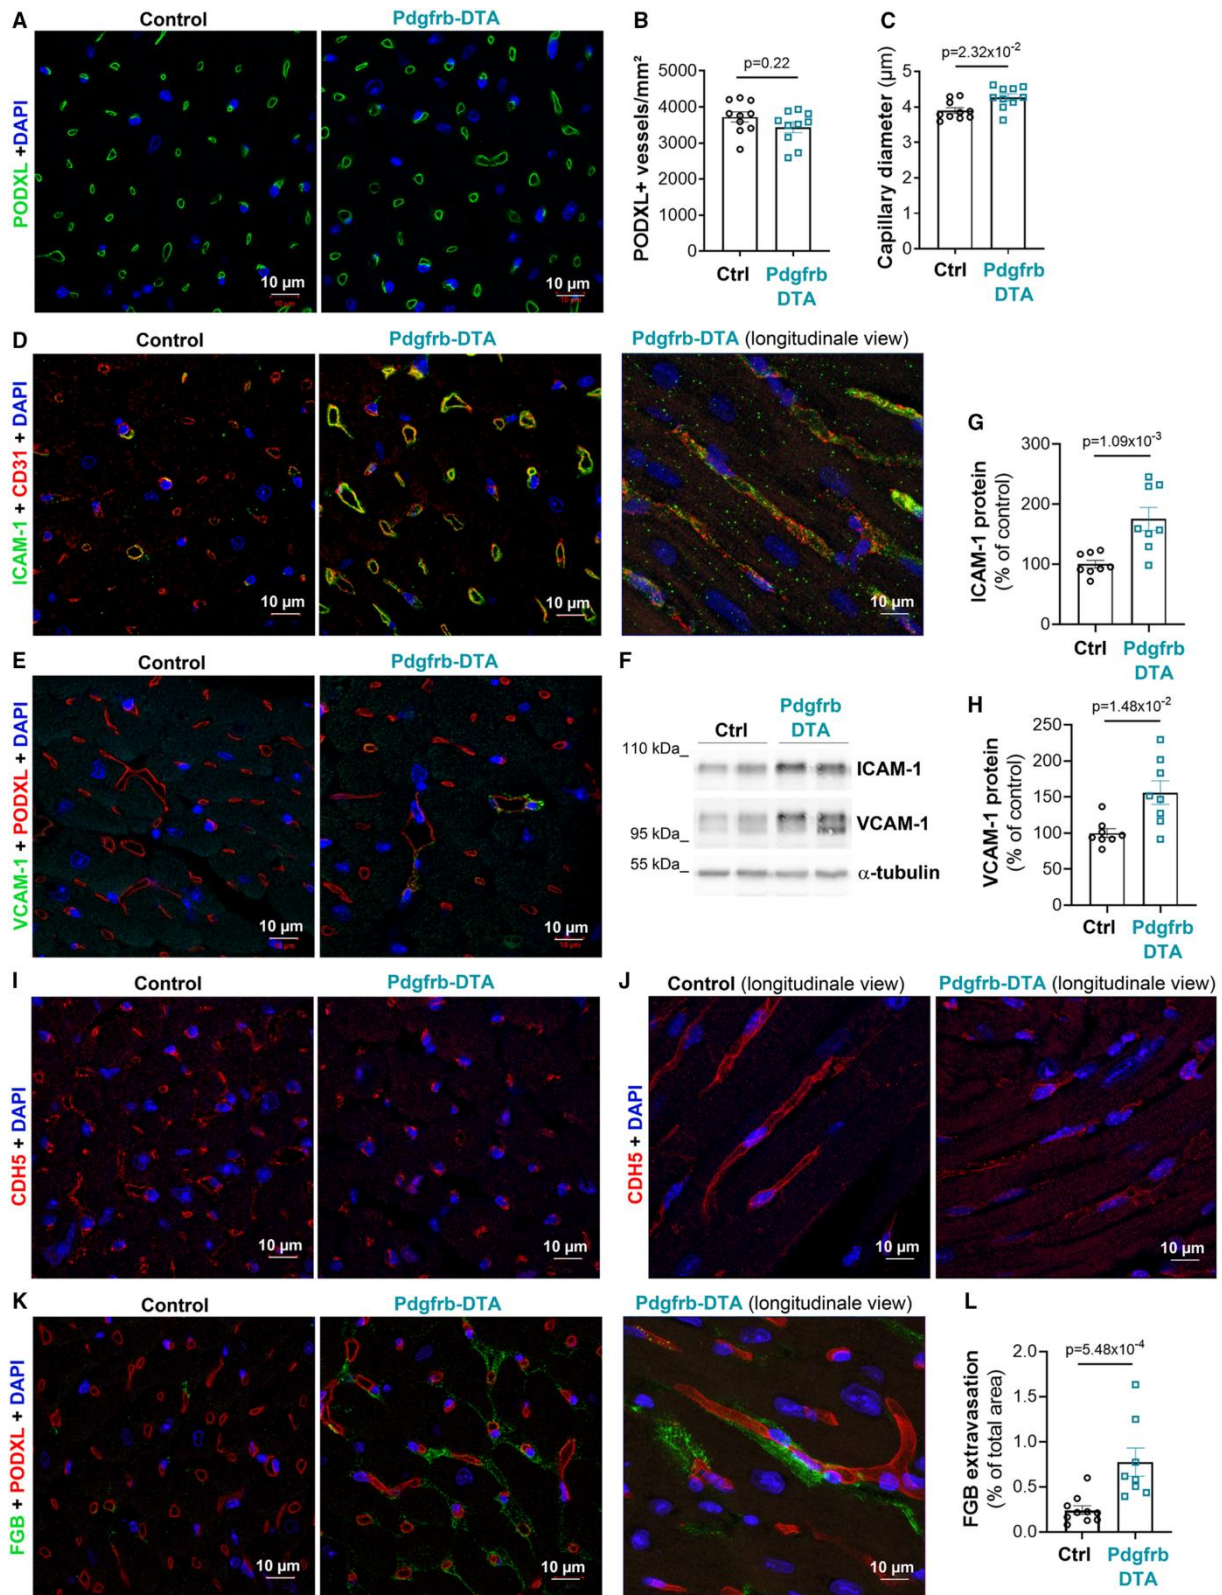 A
Control
Pdgfrb-DTA
PODXL +DAPI
10 µm
10 µm
10 µm
10 µm
B
p=0.22
PODXL+ vessels/mm²
5000
4000
3000
2000
1000
0
Ctrl
Pdgfrb
DTA
C
p=2.32x10⁻²
Capillary diameter (µm)
5
4
3
2
1
0
Ctrl
Pdgfrb
DTA
D
Control
Pdgfrb-DTA
Pdgfrb-DTA (longitudinale view)
ICAM-1 + CD31 + DAPI
10 µm
10 µm
10 µm
G
p=1.09x10⁻³
ICAM-1 protein
(% of control)
300
200
100
0
Ctrl
Pdgfrb
DTA
E
Control
Pdgfrb-DTA
VCAM-1 + PODXL + DAPI
10 µm
10 µm
10 µm
F
Ctrl
Pdgfrb
DTA
110 kDa_
ICAM-1
VCAM-1
95 kDa_
55 kDa_
α-tubulin
H
p=1.48x10⁻²
VCAM-1 protein
(% of control)
250
200
150
100
50
0
Ctrl
Pdgfrb
DTA
I
Control
Pdgfrb-DTA
CDH5 + DAPI
10 µm
10 µm
J
Control (longitudinale view)
Pdgfrb-DTA (longitudinale view)
CDH5 + DAPI
10 µm
10 µm
K
Control
Pdgfrb-DTA
Pdgfrb-DTA (longitudinale view)
FGB + PODXL + DAPI
10 µm
10 µm
10 µm
L
p=5.48x10⁻⁴
FGB extravasation
(% of total area)
2.0
1.5
1.0
0.5
0.0
Ctrl
Pdgfrb
DTA